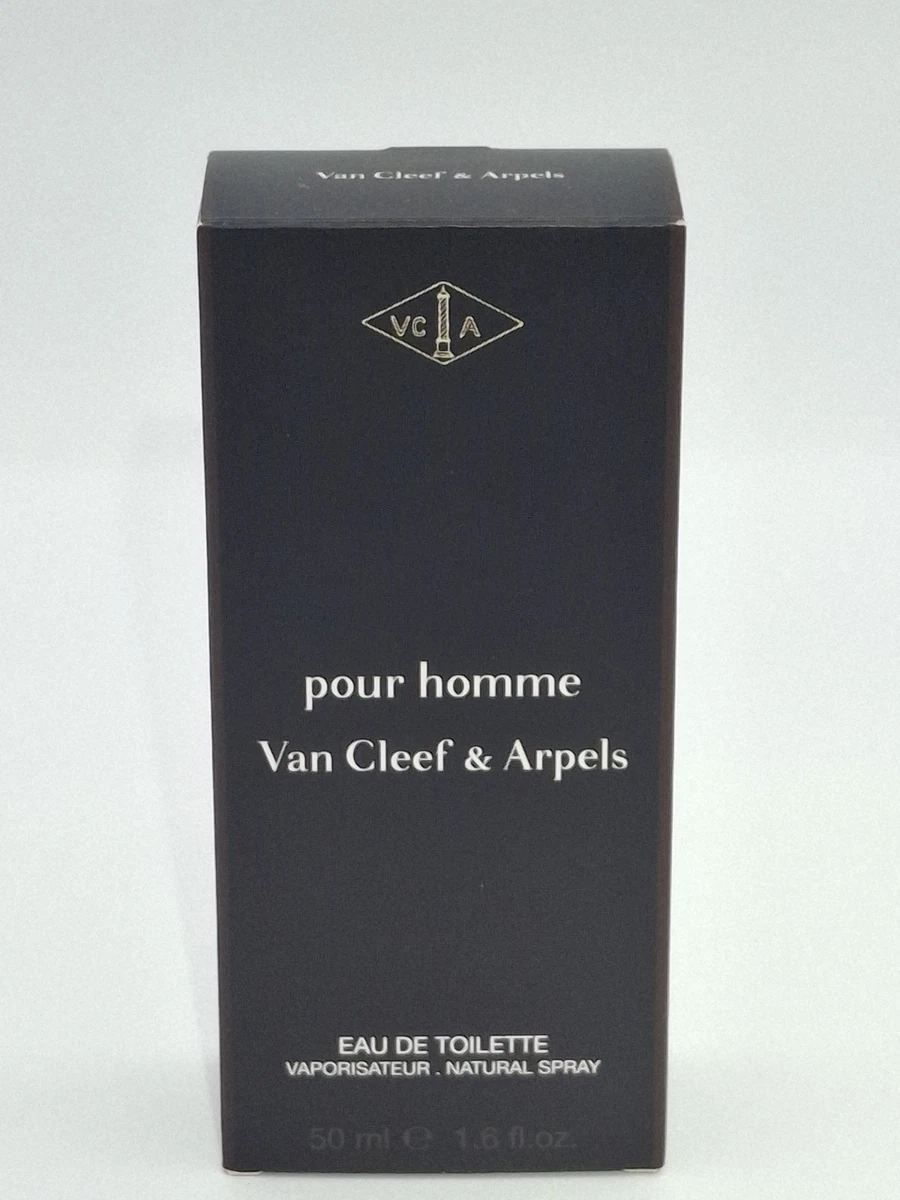 Van Cleef & Arpels
VC A
pour homme
Van Cleef & Arpels
EAU DE TOILETTE
VAPORISATEUR . NATURAL SPRAY
50 ml ℮ 1.6 fl.oz.